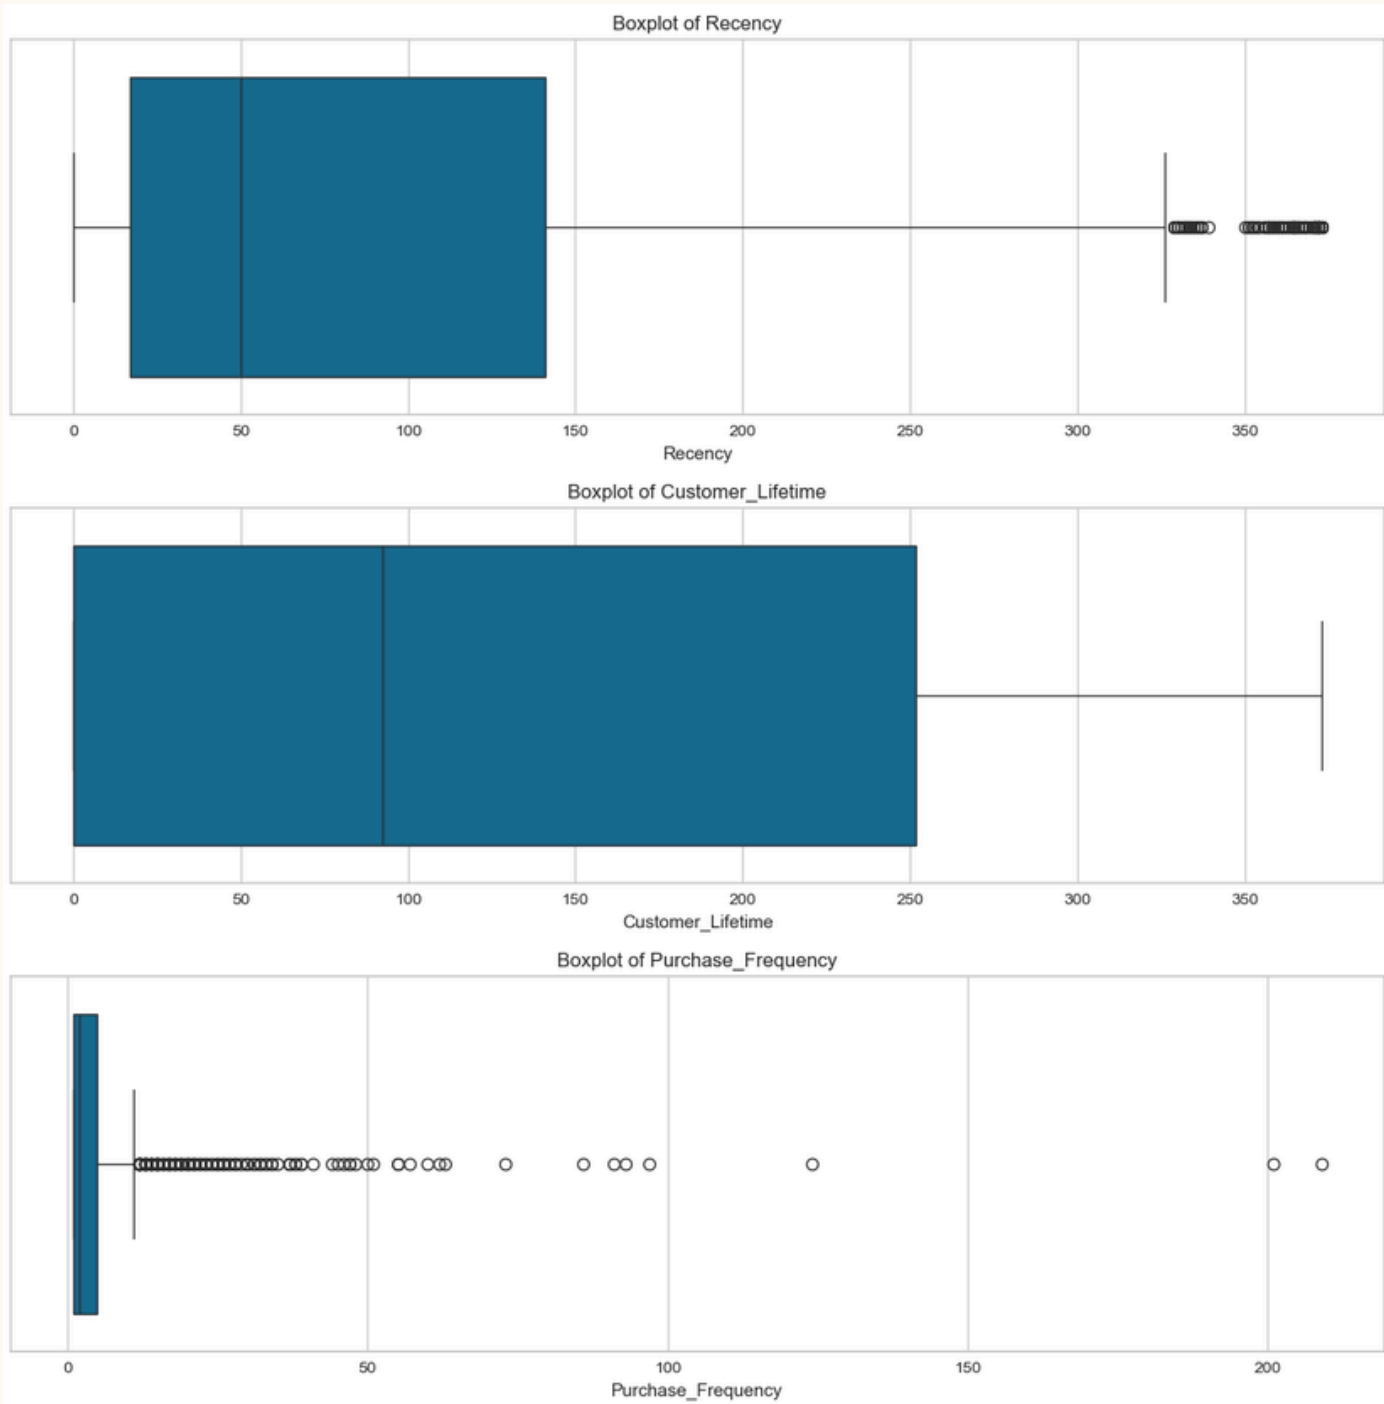 Boxplot of Recency
0 50 100 150 200 250 300 350
Recency
Boxplot of Customer_Lifetime
0 50 100 150 200 250 300 350
Customer_Lifetime
Boxplot of Purchase_Frequency
0 50 100 150 200
Purchase_Frequency